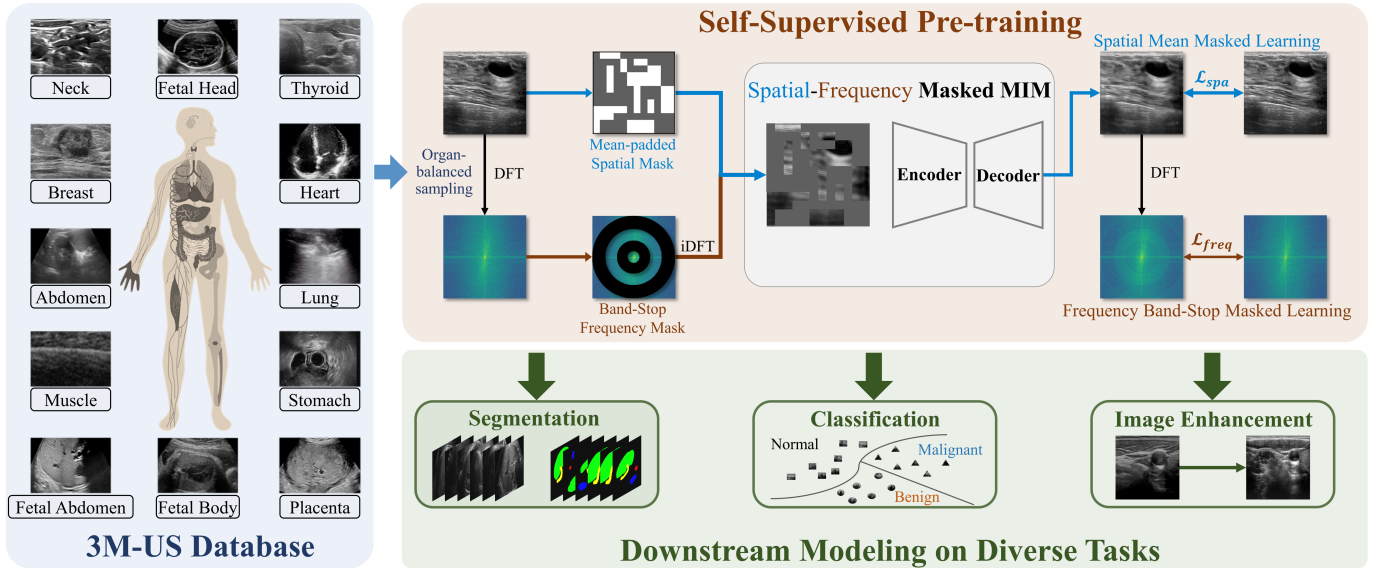 Neck
Fetal Head
Thyroid
Breast
Heart
Abdomen
Lung
Muscle
Stomach
Fetal Abdomen
Fetal Body
Placenta
3M-US Database
Self-Supervised Pre-training
Organ-
balanced
sampling
DFT
Mean-padded
Spatial Mask
iDFT
Band-Stop
Frequency Mask
Spatial-Frequency Masked MIM
Encoder
Decoder
Spatial Mean Masked Learning
ℒspa
DFT
ℒfreq
Frequency Band-Stop Masked Learning
Segmentation
Classification
Normal
Malignant
Benign
Image Enhancement
Downstream Modeling on Diverse Tasks